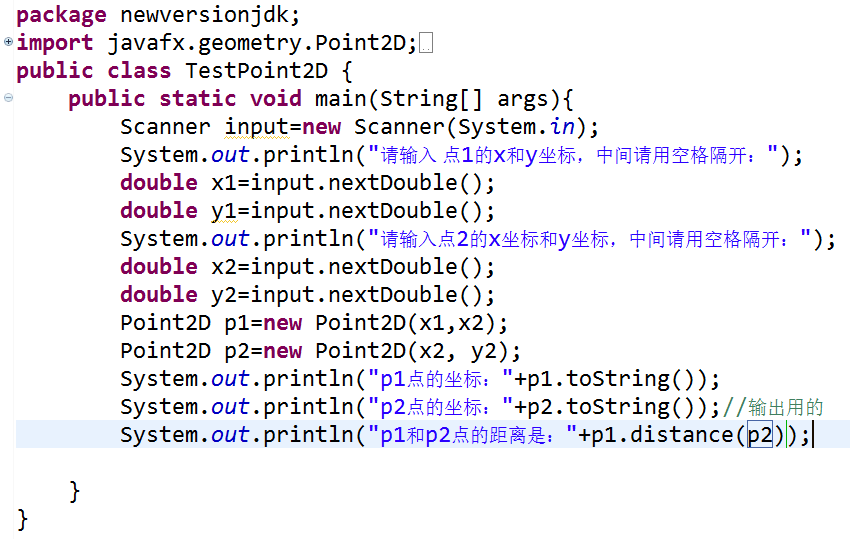 package newversionjdk;
import javafx.geometry.Point2D;
public class TestPoint2D {
public static void main(String[] args){
Scanner input=new Scanner(System.in);
System.out.println("请输入 点1的x和y坐标，中间请用空格隔开：");
double x1=input.nextDouble();
double y1=input.nextDouble();
System.out.println("请输入点2的x坐标和y坐标，中间请用空格隔开：");
double x2=input.nextDouble();
double y2=input.nextDouble();
Point2D p1=new Point2D(x1,x2);
Point2D p2=new Point2D(x2, y2);
System.out.println("p1点的坐标："+p1.toString());
System.out.println("p2点的坐标："+p2.toString());//输出用的
System.out.println("p1和p2点的距离是："+p1.distance(p2));
}
}